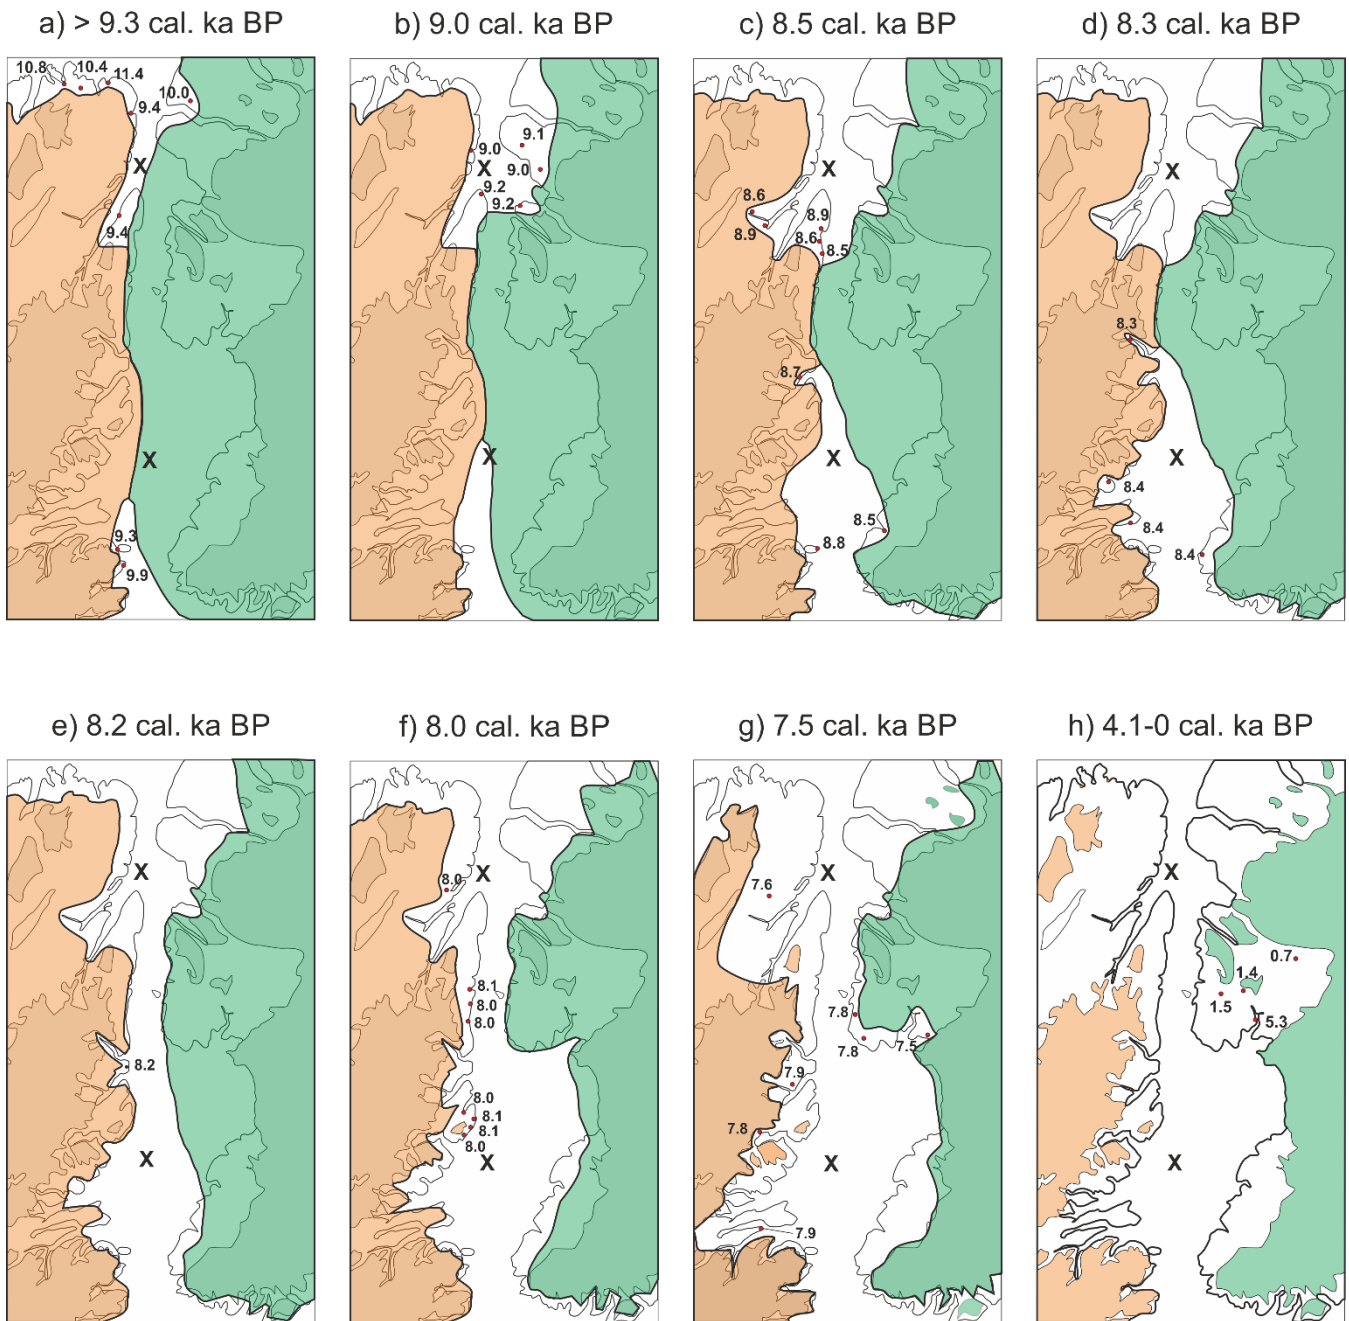 a) > 9.3 cal. ka BP
b) 9.0 cal. ka BP
c) 8.5 cal. ka BP
d) 8.3 cal. ka BP
10.8
10.4
11.4
10.0
9.4
X
9.4
X
9.3
9.9
9.1
9.0
X
9.0
9.2
9.2
X
X
8.6
8.9
8.9
8.6
8.5
8.7
X
8.5
8.8
X
8.3
X
8.4
8.4
8.4
e) 8.2 cal. ka BP
f) 8.0 cal. ka BP
g) 7.5 cal. ka BP
h) 4.1-0 cal. ka BP
X
8.2
X
X
8.0
8.1
8.0
8.0
8.0
8.1
8.1
8.0
X
X
7.6
7.8
7.8
7.5
7.9
7.8
X
7.9
X
0.7
1.4
1.5
5.3
X